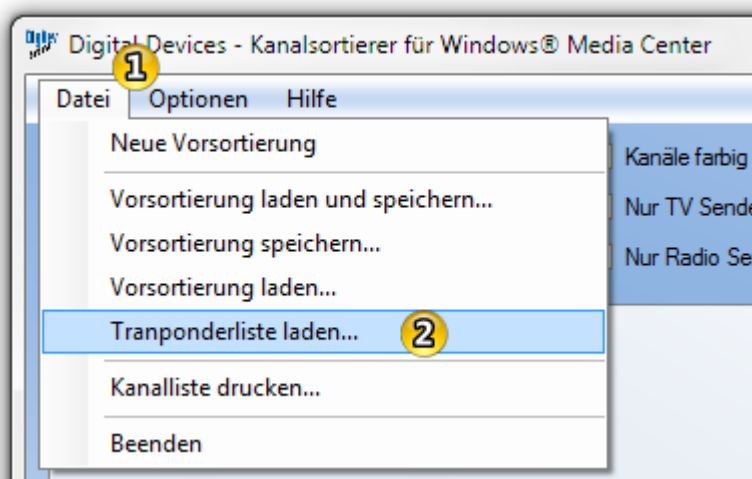 Digital Devices - Kanalsortierer für Windows® Media Center
1
Datei Optionen Hilfe
Neue Vorsortierung
Kanäle farbig
Vorsortierung laden und speichern...
Nur TV Sende
Vorsortierung speichern...
Nur Radio Se
Vorsortierung laden...
Tranponderliste laden... 2
Kanalliste drucken...
Beenden